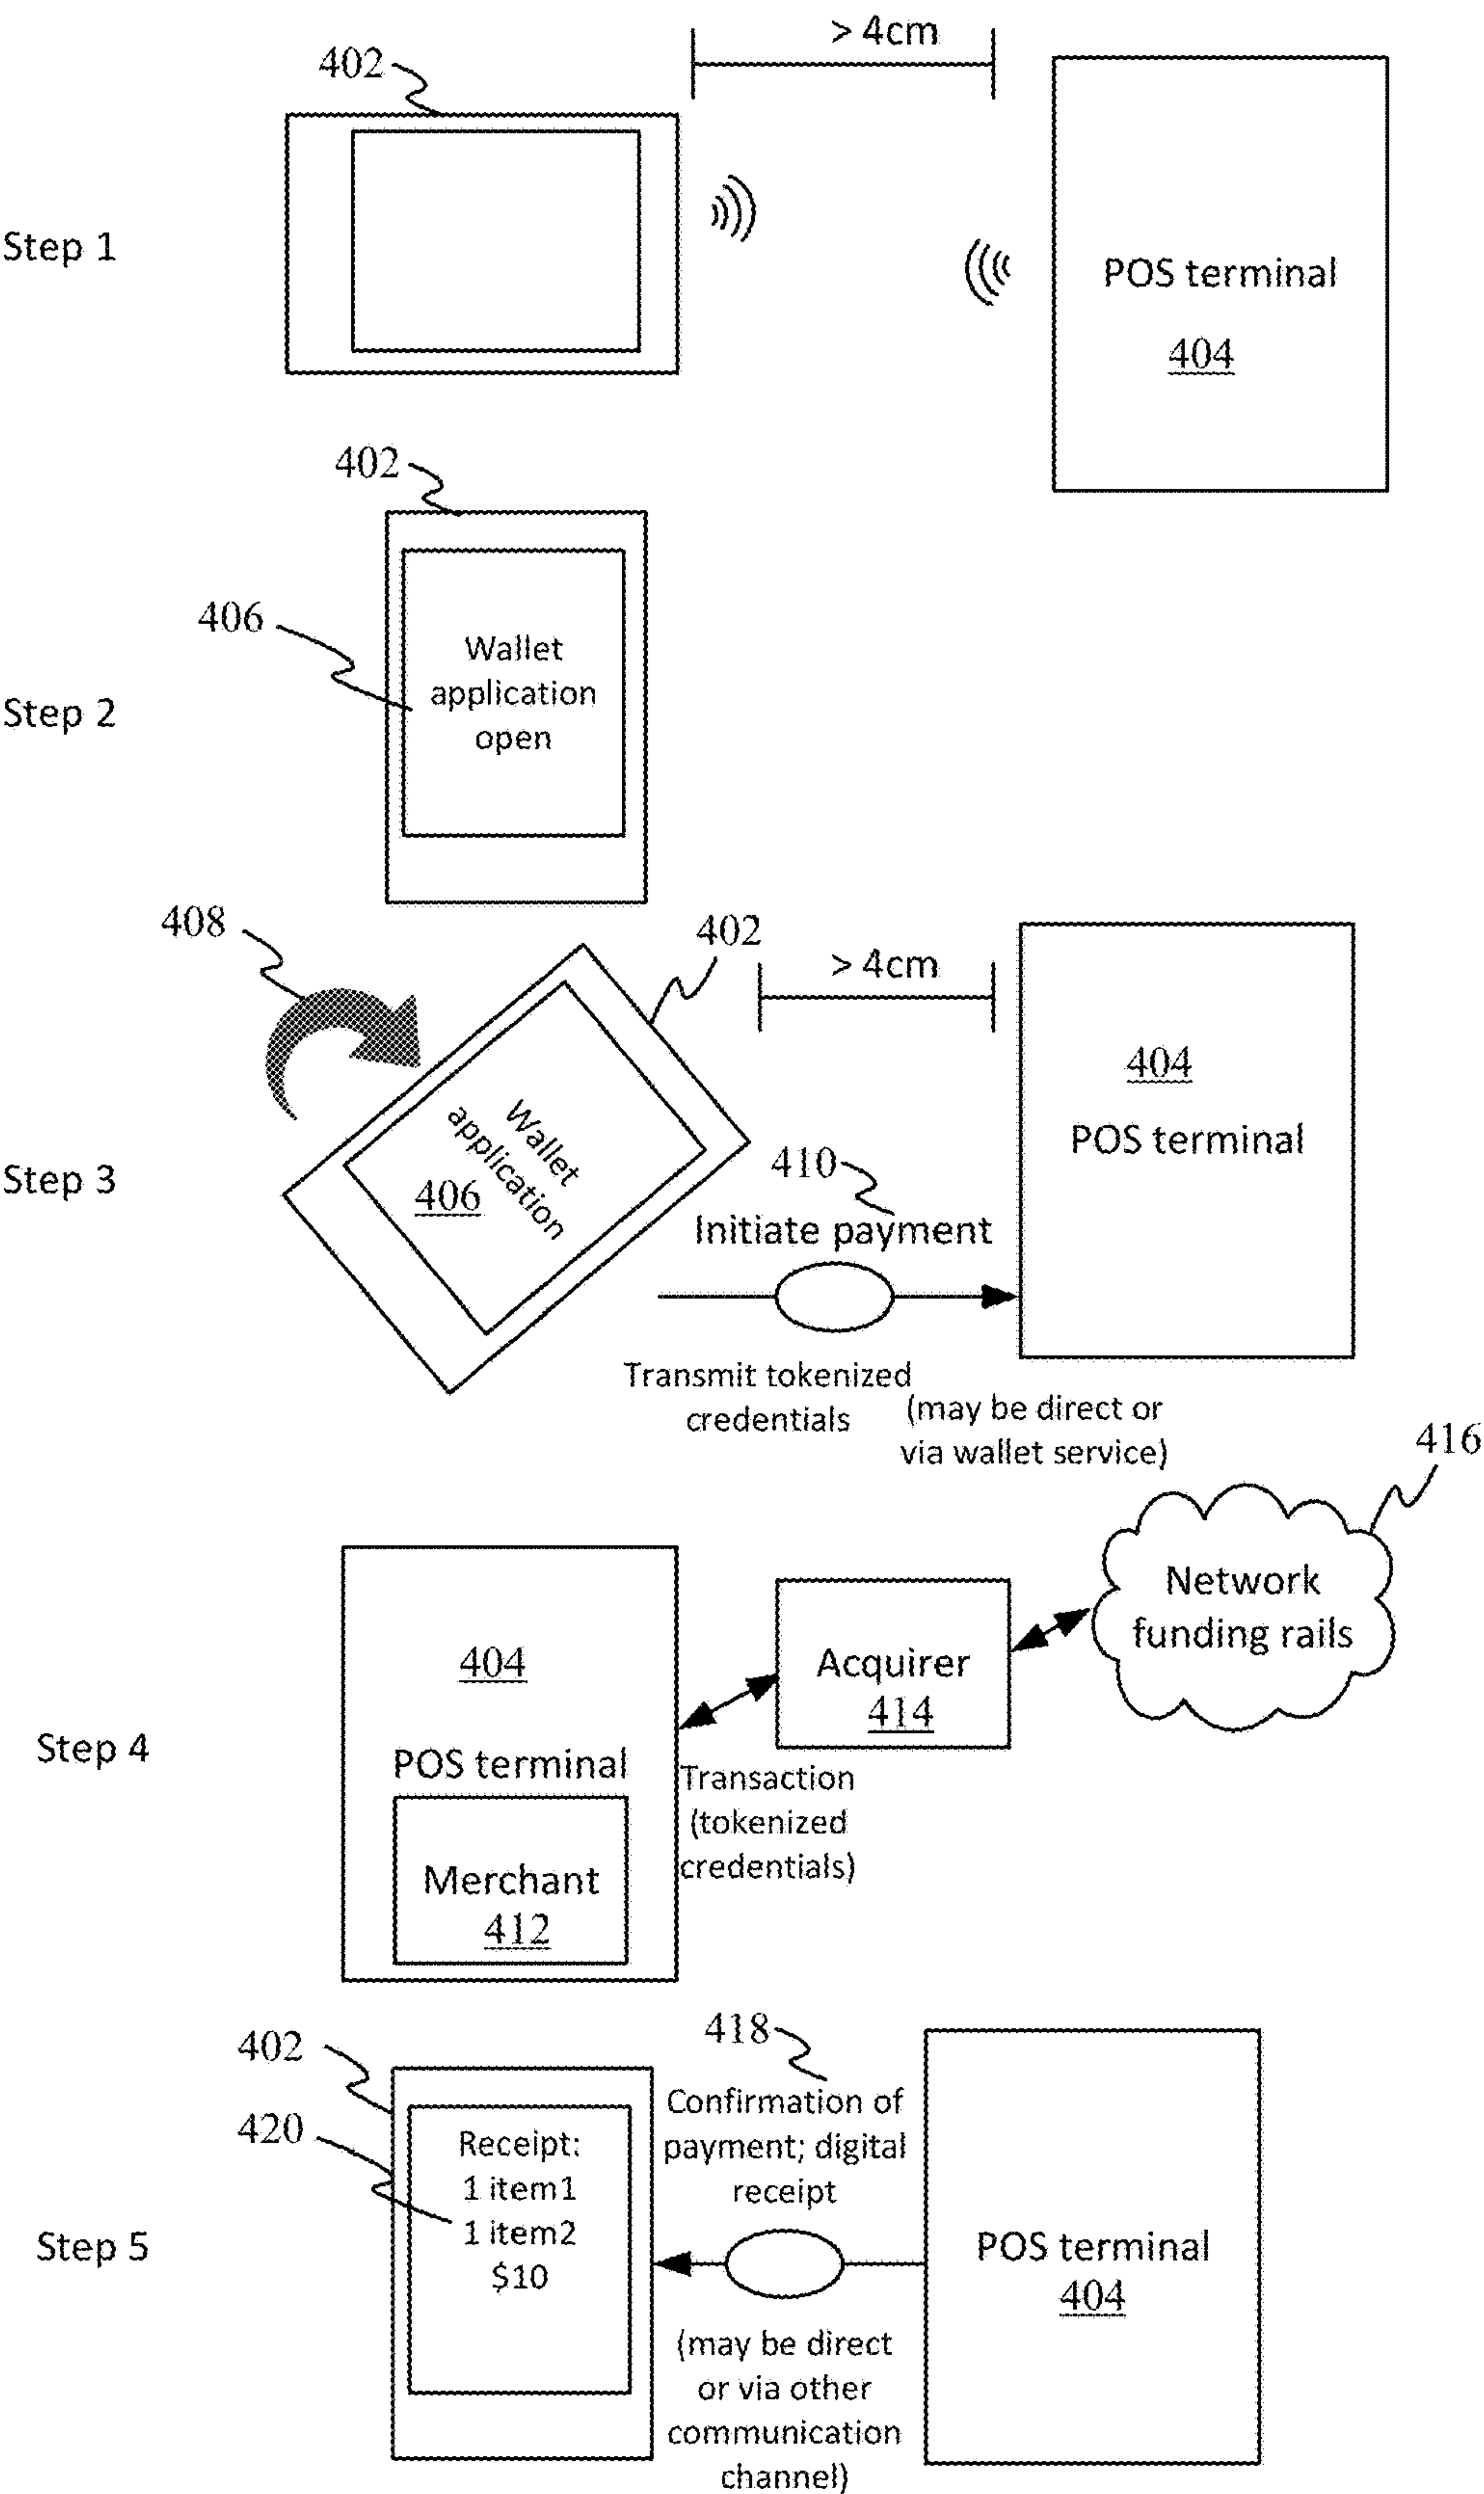 > 4cm
402
Step 1
POS terminal
404
402
406
Wallet
application
open
Step 2
408
402
> 4cm
404
POS terminal
Wallet
application
406
Step 3
410
Initiate payment
Transmit tokenized
credentials
(may be direct or
via wallet service)
416
Network
funding rails
404
Acquirer
414
Step 4
POS terminal
Transaction
(tokenized
credentials)
Merchant
412
418
402
Confirmation of
payment; digital
receipt
420
Receipt:
1 item1
1 item2
$10
Step 5
POS terminal
404
(may be direct
or via other
communication
channel)